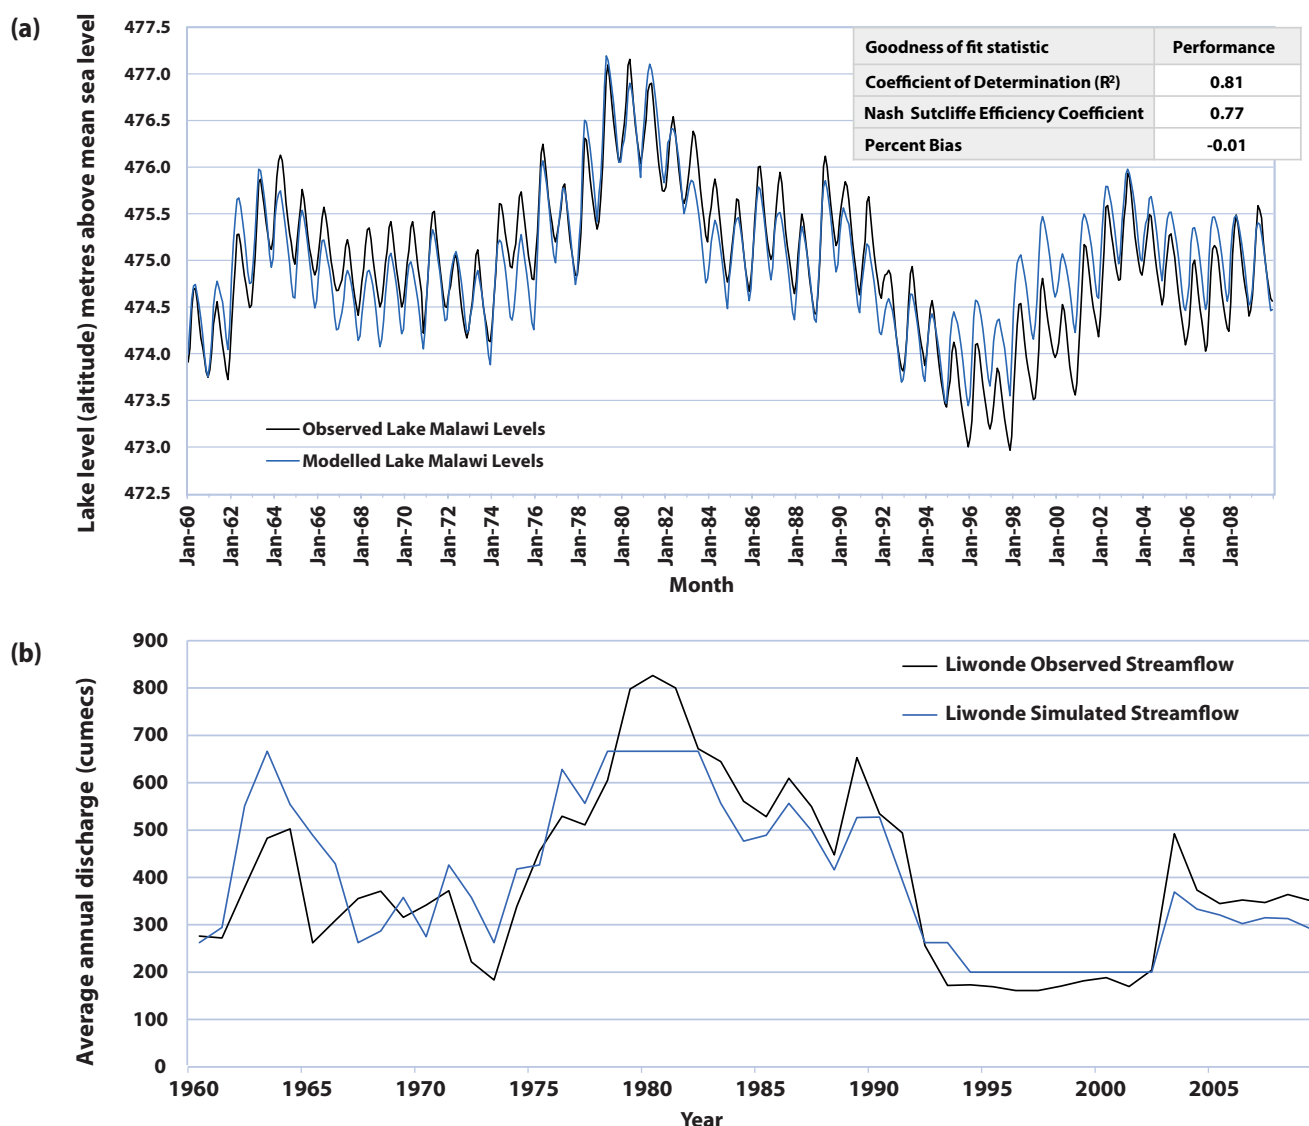 (a)
Lake level (altitude) metres above mean sea level
477.5
477.0
476.5
476.0
475.5
475.0
474.5
474.0
473.5
473.0
472.5
Goodness of fit statistic Performance
Coefficient of Determination (R²) 0.81
Nash Sutcliffe Efficiency Coefficient 0.77
Percent Bias -0.01
Observed Lake Malawi Levels
Modelled Lake Malawi Levels
Jan-60 Jan-62 Jan-64 Jan-66 Jan-68 Jan-70 Jan-72 Jan-74 Jan-76 Jan-78 Jan-80 Jan-82 Jan-84 Jan-86 Jan-88 Jan-90 Jan-92 Jan-94 Jan-96 Jan-98 Jan-00 Jan-02 Jan-04 Jan-06 Jan-08
Month
(b)
Average annual discharge (cumecs)
900
800
700
600
500
400
300
200
100
0
Liwonde Observed Streamflow
Liwonde Simulated Streamflow
1960 1965 1970 1975 1980 1985 1990 1995 2000 2005
Year